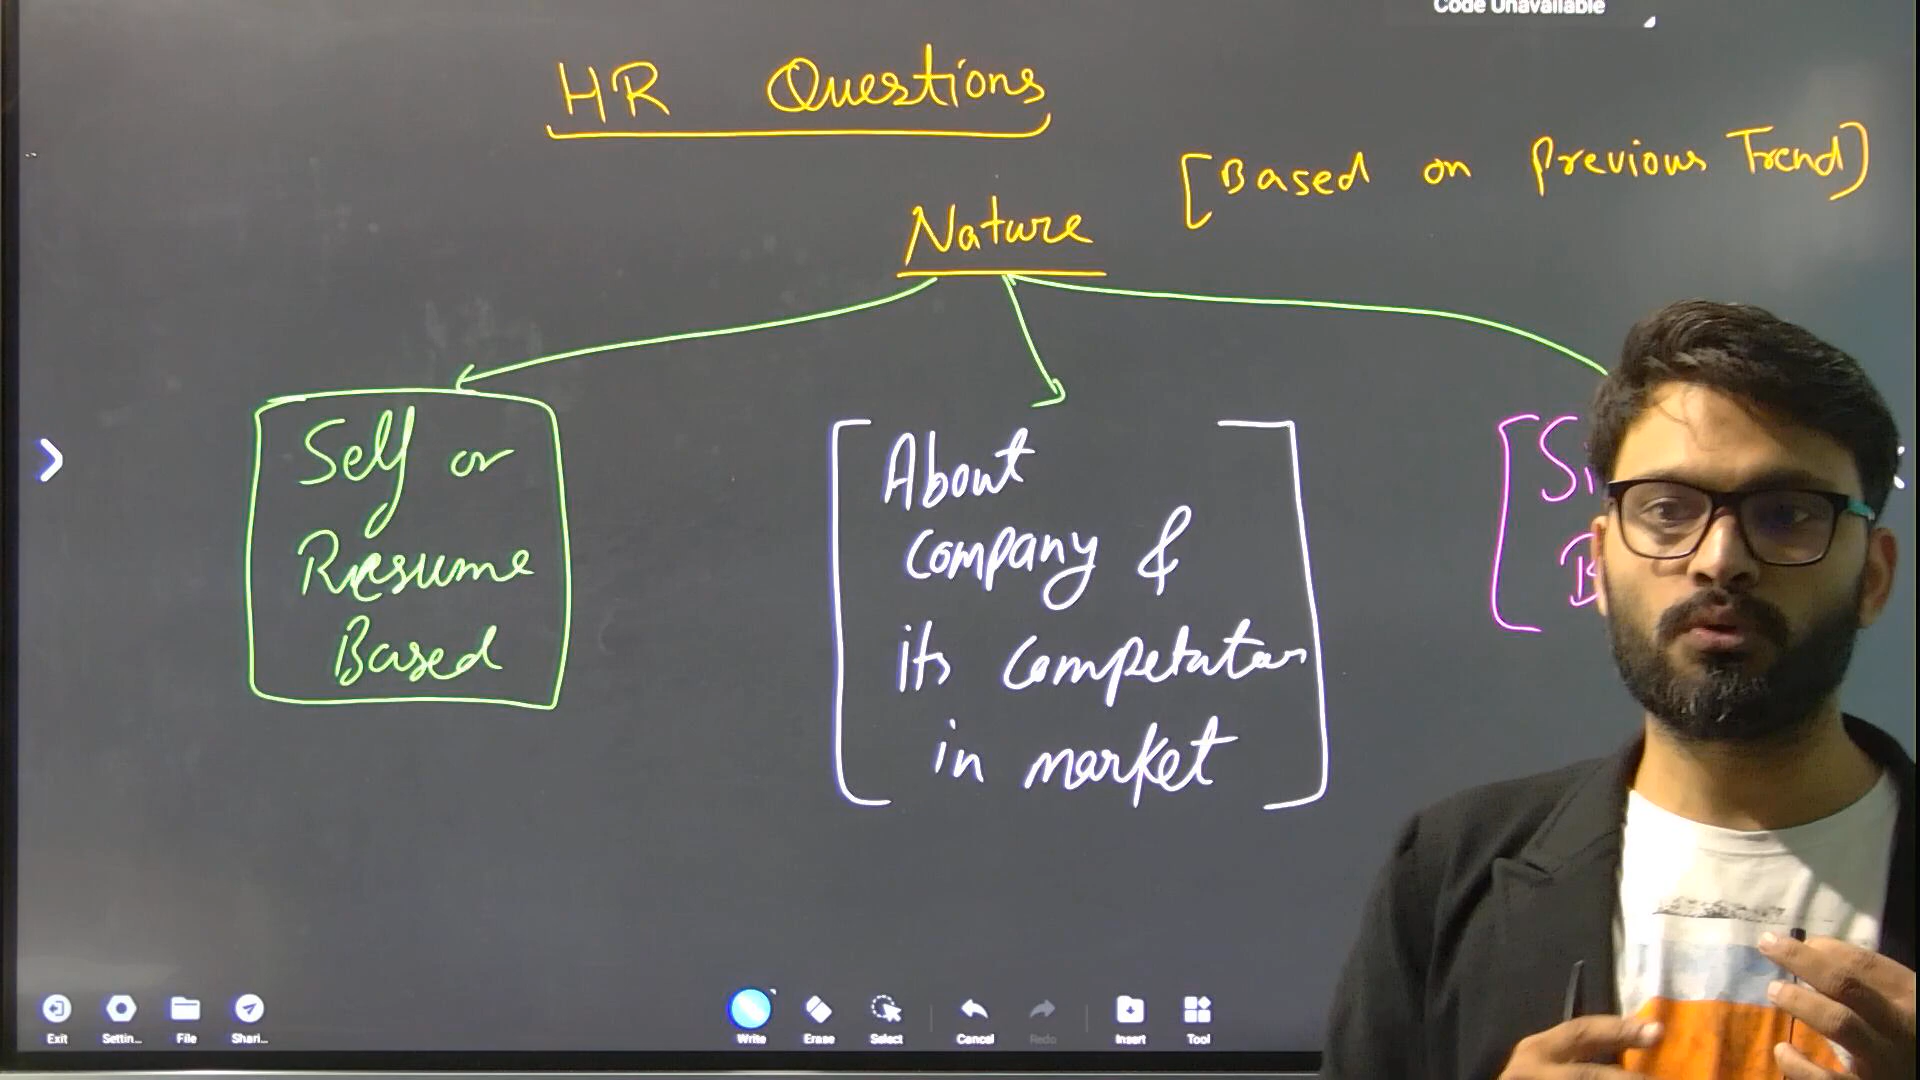 Code Unavailable
HR Questions
[Based on Previous Trend]
Nature
Self or
Resume
Based
About
company &
its competators
in market
Exit
Settin...
File
Shari...
Write
Erase
Select
Cancel
Redo
Insert
Tool